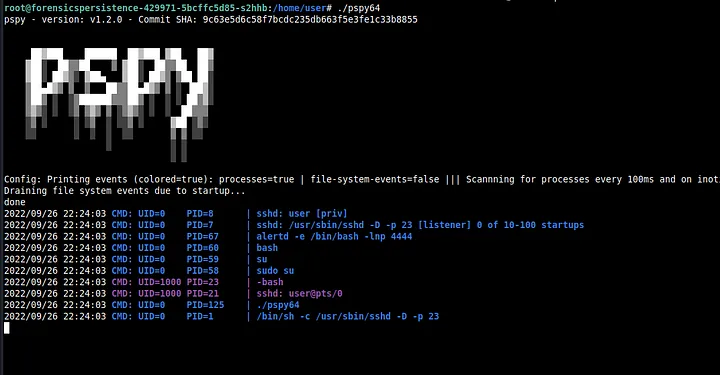 root@forensicspersistence-429971-5bcffc5d85-s2hhb:/home/user# ./pspy64
pspy - version: v1.2.0 - Commit SHA: 9c63e5d6c58f7bcdc235db663f5e3fe1c33b8855
PSPY
Config: Printing events (colored=true): processes=true | file-system-events=false ||| Scannning for processes every 100ms and on inot
Draining file system events due to startup...
done
2022/09/26 22:24:03 CMD: UID=0 PID=8 | sshd: user [priv]
2022/09/26 22:24:03 CMD: UID=0 PID=7 | sshd: /usr/sbin/sshd -D -p 23 [listener] 0 of 10-100 startups
2022/09/26 22:24:03 CMD: UID=0 PID=67 | alertd -e /bin/bash -lnp 4444
2022/09/26 22:24:03 CMD: UID=0 PID=60 | bash
2022/09/26 22:24:03 CMD: UID=0 PID=59 | su
2022/09/26 22:24:03 CMD: UID=0 PID=58 | sudo su
2022/09/26 22:24:03 CMD: UID=1000 PID=23 | -bash
2022/09/26 22:24:03 CMD: UID=1000 PID=21 | sshd: user@pts/0
2022/09/26 22:24:03 CMD: UID=0 PID=125 | ./pspy64
2022/09/26 22:24:03 CMD: UID=0 PID=1 | /bin/sh -c /usr/sbin/sshd -D -p 23